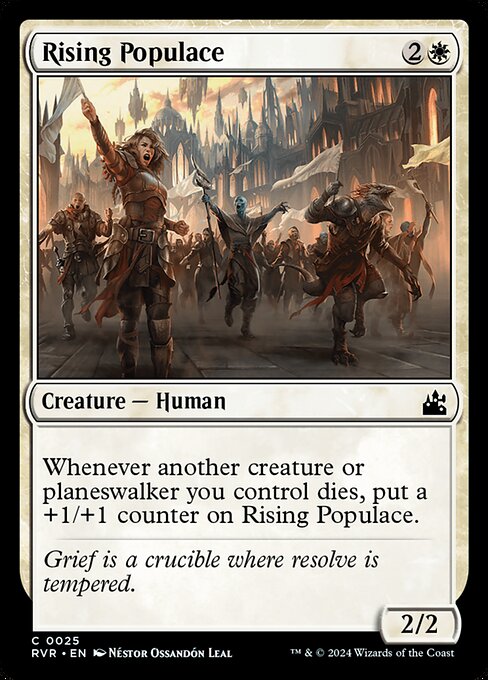 Rising Populace 2
Creature — Human
Whenever another creature or
planeswalker you control dies, put a
+1/+1 counter on Rising Populace.
Grief is a crucible where resolve is
tempered.
2/2
C 0025
RVR • EN Néstor Ossandón Leal
™ & © 2024 Wizards of the Coast